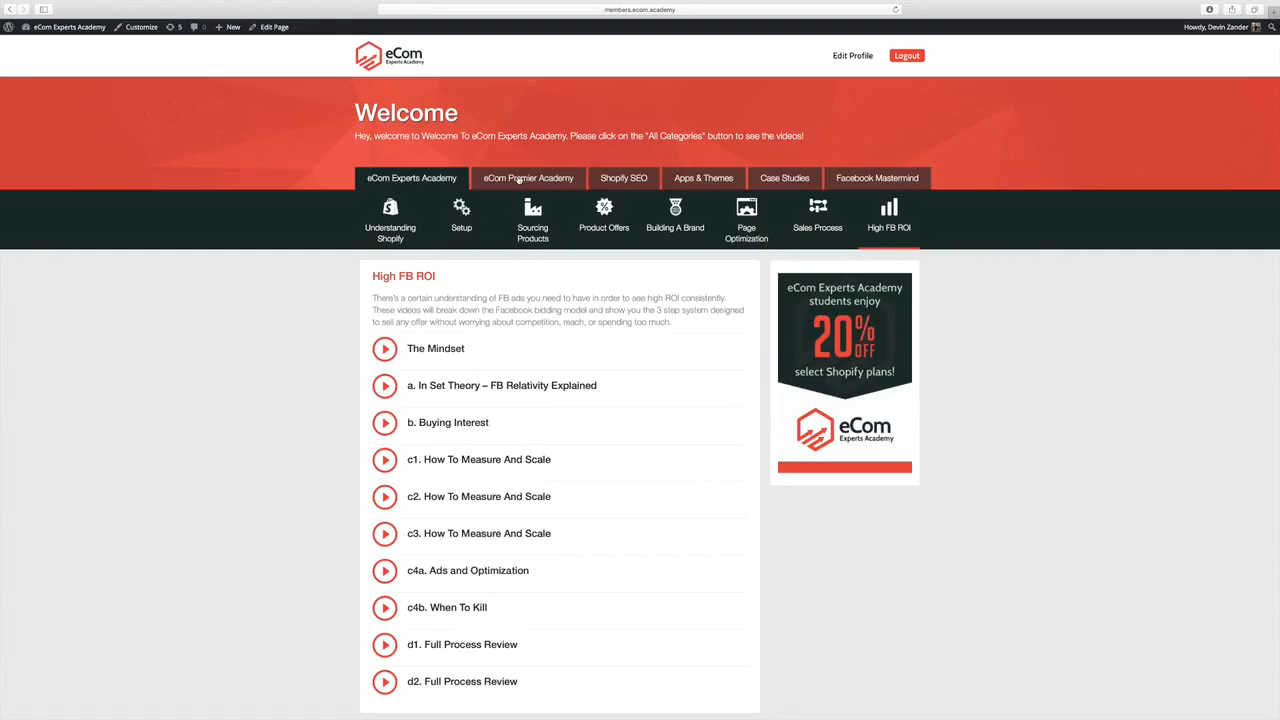 members.ecom.academy
eCom Experts Academy Customize 5 0 New Edit Page Howdy, Devin Zander
eCom
Experts Academy
Edit Profile Logout
Welcome
Hey, welcome to Welcome To eCom Experts Academy. Please click on the "All Categories" button to see the videos!
eCom Experts Academy eCom Premier Academy Shopify SEO Apps & Themes Case Studies Facebook Mastermind
Understanding Shopify Setup Sourcing Products Product Offers Building A Brand Page Optimization Sales Process High FB ROI
High FB ROI
There's a certain understanding of FB ads you need to have in order to see high ROI consistently.
These videos will break down the Facebook bidding model and show you the 3 step system designed
to sell any offer without worrying about competition, reach, or spending too much.
The Mindset
a. In Set Theory – FB Relativity Explained
b. Buying Interest
c1. How To Measure And Scale
c2. How To Measure And Scale
c3. How To Measure And Scale
c4a. Ads and Optimization
c4b. When To Kill
d1. Full Process Review
d2. Full Process Review
eCom Experts Academy
students enjoy
20% OFF
select Shopify plans!
eCom
Experts Academy